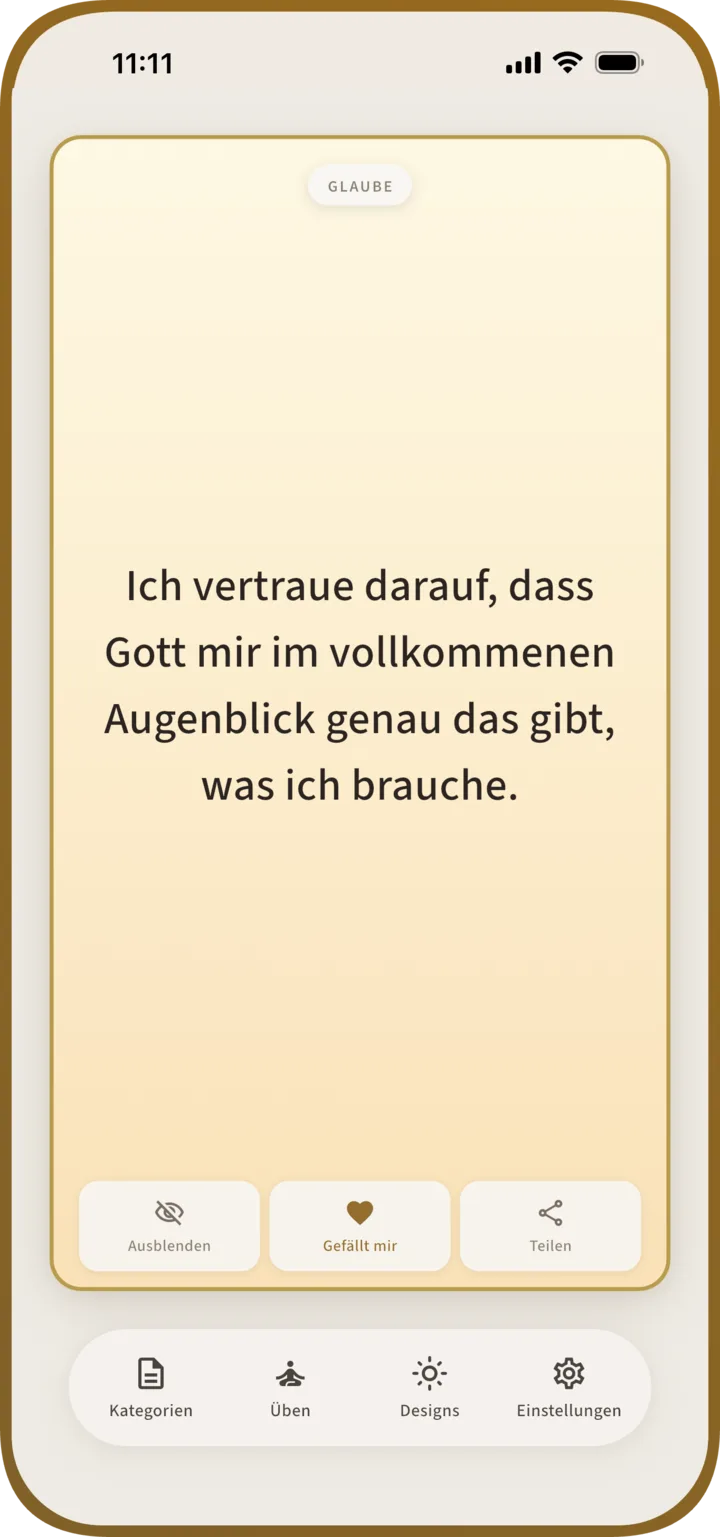 11:11
GLAUBE
Ich vertraue darauf, dass
Gott mir im vollkommenen
Augenblick genau das gibt,
was ich brauche.
Ausblenden
Gefällt mir
Teilen
Kategorien
Üben
Designs
Einstellungen